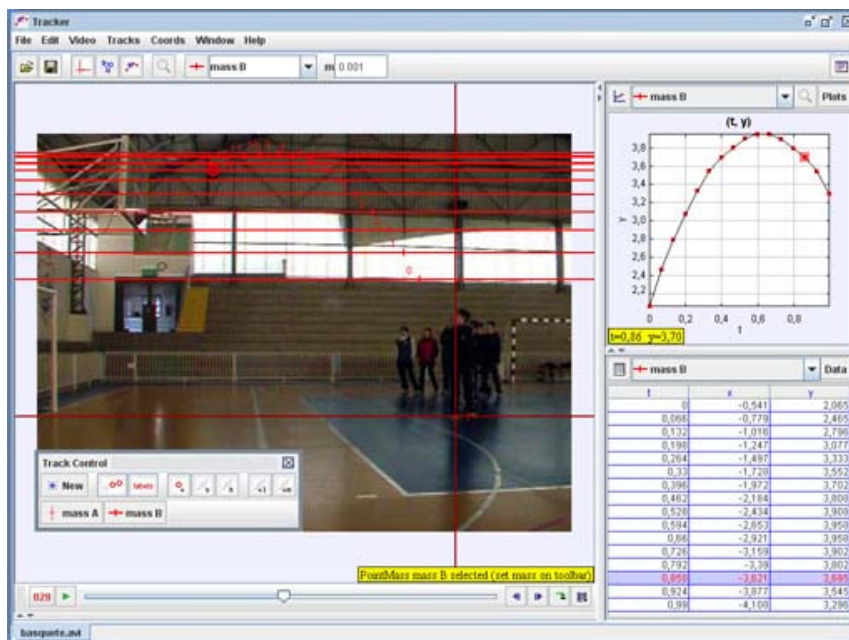 Tracker
File Edit Video Tracks Coords Window Help
mass B m 0.001
mass B Plots
(t, y)
3,8
3,6
3,4
3,2
3,0
2,8
2,6
2,4
2,2
y
0 0,2 0,4 0,6 0,8
t
t=0,86 y=3,70
0
mass B Data
t x y
0 -0,541 2,065
0,066 -0,779 2,465
0,132 -1,016 2,796
0,198 -1,247 3,077
0,264 -1,497 3,333
0,33 -1,728 3,552
0,396 -1,972 3,702
0,462 -2,184 3,808
0,528 -2,434 3,908
0,594 -2,653 3,958
0,66 -2,921 3,958
0,726 -3,159 3,902
0,792 -3,39 3,802
0,858 -3,621 3,695
0,924 -3,877 3,545
0,99 -4,108 3,296
Track Control
New labels
mass A mass B
PointMass mass B selected (set mass on toolbar)
029
basquete.avi